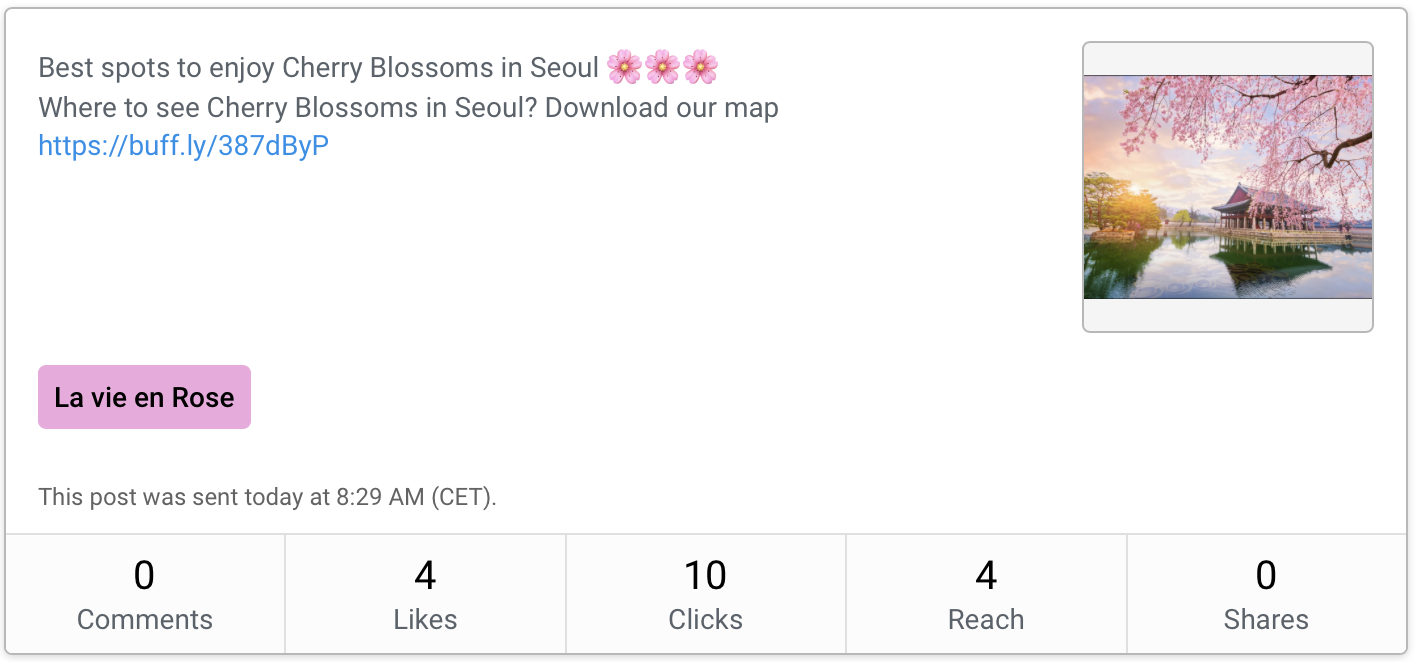 Best spots to enjoy Cherry Blossoms in Seoul 🌸🌸🌸
Where to see Cherry Blossoms in Seoul? Download our map
https://buff.ly/387dByP
La vie en Rose
This post was sent today at 8:29 AM (CET).
0
Comments
4
Likes
10
Clicks
4
Reach
0
Shares